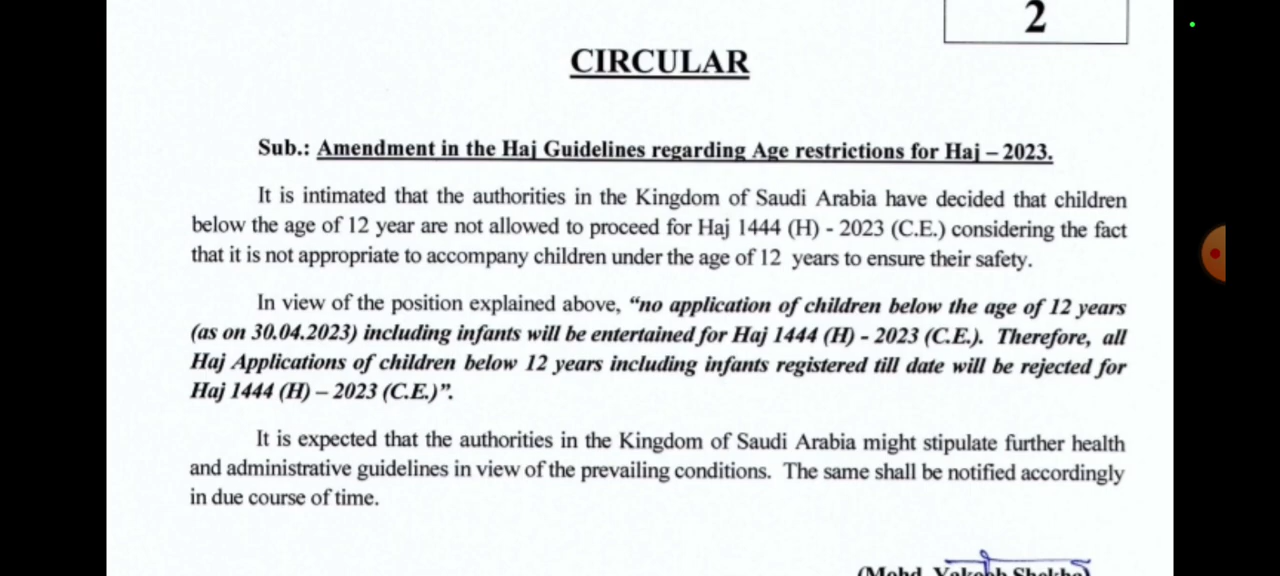 2
CIRCULAR
Sub.: Amendment in the Haj Guidelines regarding Age restrictions for Haj – 2023.
It is intimated that the authorities in the Kingdom of Saudi Arabia have decided that children
below the age of 12 year are not allowed to proceed for Haj 1444 (H) - 2023 (C.E.) considering the fact
that it is not appropriate to accompany children under the age of 12 years to ensure their safety.
In view of the position explained above, “no application of children below the age of 12 years
(as on 30.04.2023) including infants will be entertained for Haj 1444 (H) - 2023 (C.E.). Therefore, all
Haj Applications of children below 12 years including infants registered till date will be rejected for
Haj 1444 (H) – 2023 (C.E.)”.
It is expected that the authorities in the Kingdom of Saudi Arabia might stipulate further health
and administrative guidelines in view of the prevailing conditions. The same shall be notified accordingly
in due course of time.
(Mohd.